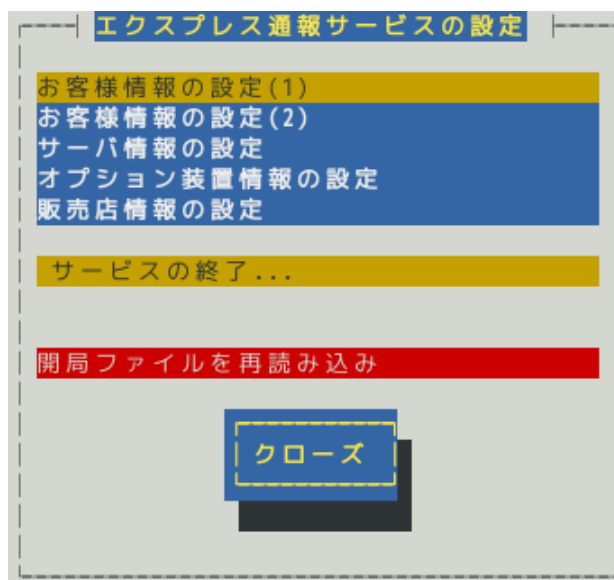 エクスプレス通報サービスの設定
お客様情報の設定(1)
お客様情報の設定(2)
サーバ情報の設定
オプション装置情報の設定
販売店情報の設定
サービスの終了...
開局ファイルを再読み込み
クローズ